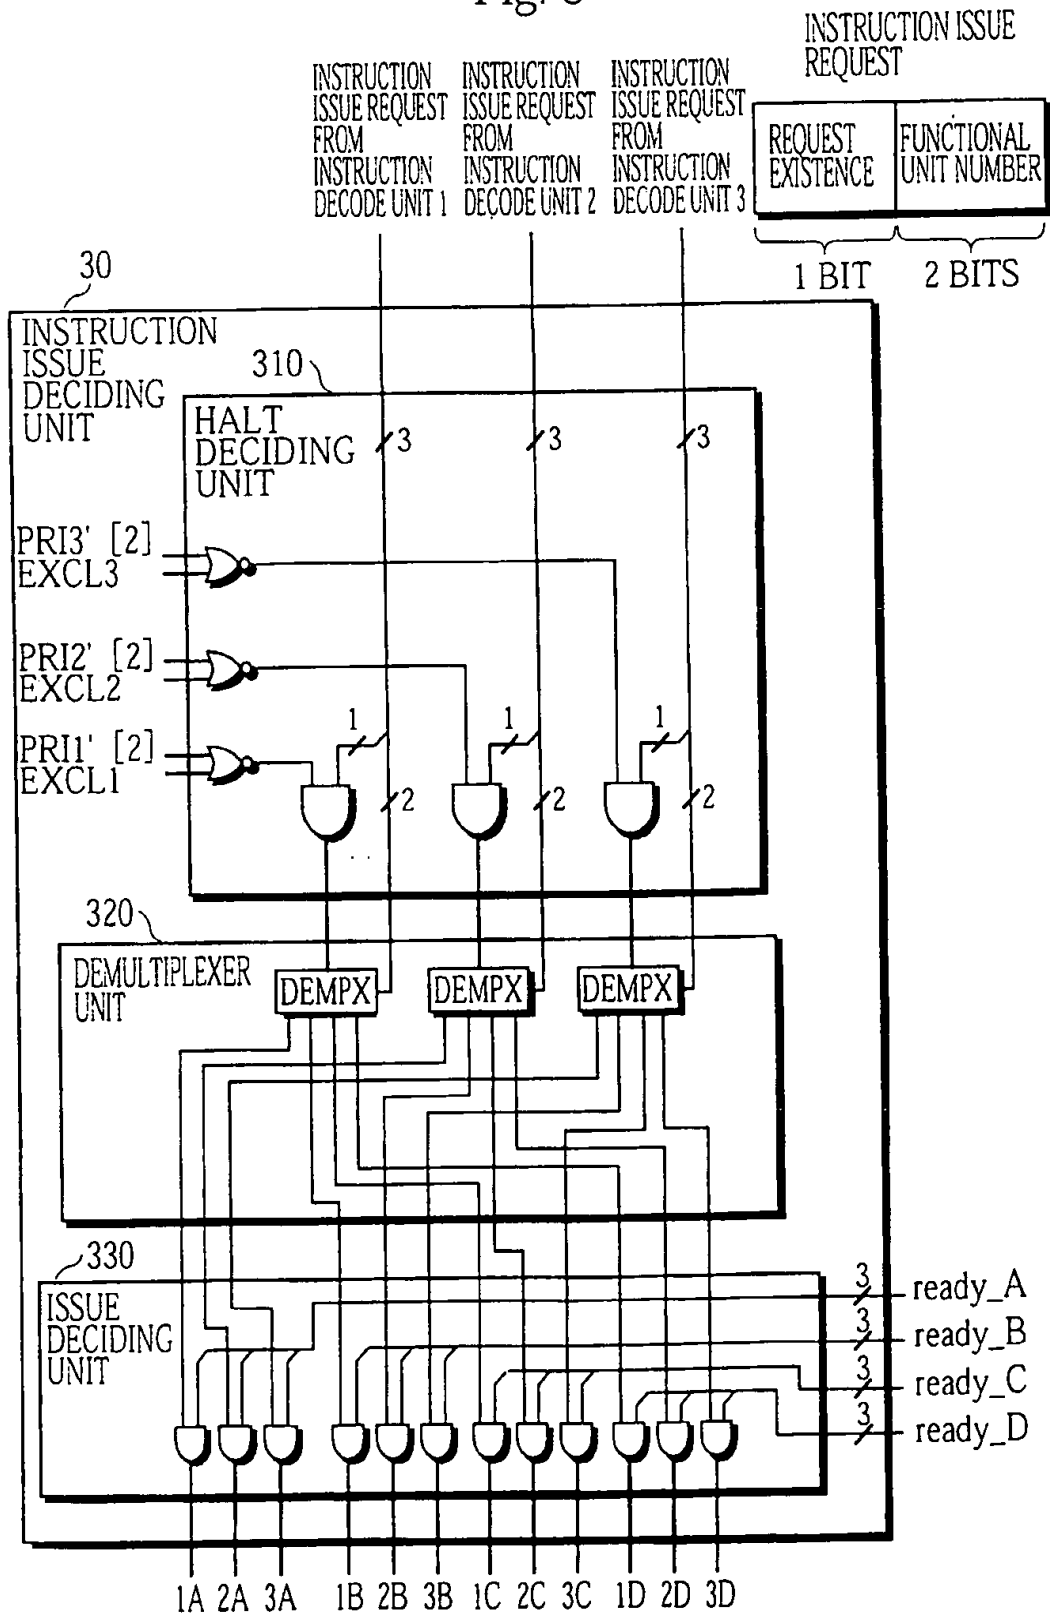 INSTRUCTION ISSUE
REQUEST
REQUEST
EXISTENCE
FUNCTIONAL
UNIT NUMBER
1 BIT
2 BITS
INSTRUCTION
ISSUE REQUEST
FROM
INSTRUCTION
DECODE UNIT 1
INSTRUCTION
ISSUE REQUEST
FROM
INSTRUCTION
DECODE UNIT 2
INSTRUCTION
ISSUE REQUEST
FROM
INSTRUCTION
DECODE UNIT 3
30
INSTRUCTION
ISSUE
DECIDING
UNIT
310
HALT
DECIDING
UNIT
3
3
3
PRI3' [2]
EXCL3
PRI2' [2]
EXCL2
PRI1' [2]
EXCL1
1
1
1
2
2
2
320
DEMULTIPLEXER
UNIT
DEMPX
DEMPX
DEMPX
330
ISSUE
DECIDING
UNIT
3
ready_A
3
ready_B
3
ready_C
3
ready_D
1A
2A
3A
1B
2B
3B
1C
2C
3C
1D
2D
3D